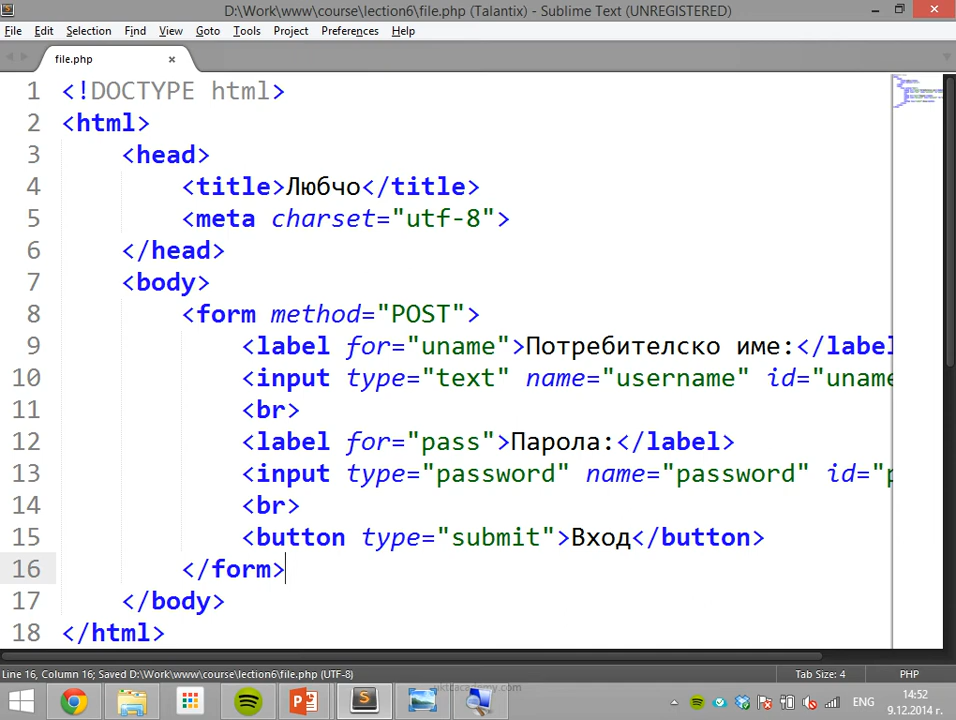 D:\Work\www\course\lection6\file.php (Talantix) - Sublime Text (UNREGISTERED)
File Edit Selection Find View Goto Tools Project Preferences Help
file.php
1 <!DOCTYPE html>
2 <html>
3 <head>
4 <title>Любчо</title>
5 <meta charset="utf-8">
6 </head>
7 <body>
8 <form method="POST">
9 <label for="uname">Потребителско име:</label
10 <input type="text" name="username" id="uname
11 <br>
12 <label for="pass">Парола:</label>
13 <input type="password" name="password" id="p
14 <br>
15 <button type="submit">Вход</button>
16 </form>
17 </body>
18 </html>
Line 16, Column 16; Saved D:\Work\www\course\lection6\file.php (UTF-8)
Tab Size: 4
PHP
ENG
14:52
9.12.2014 г.